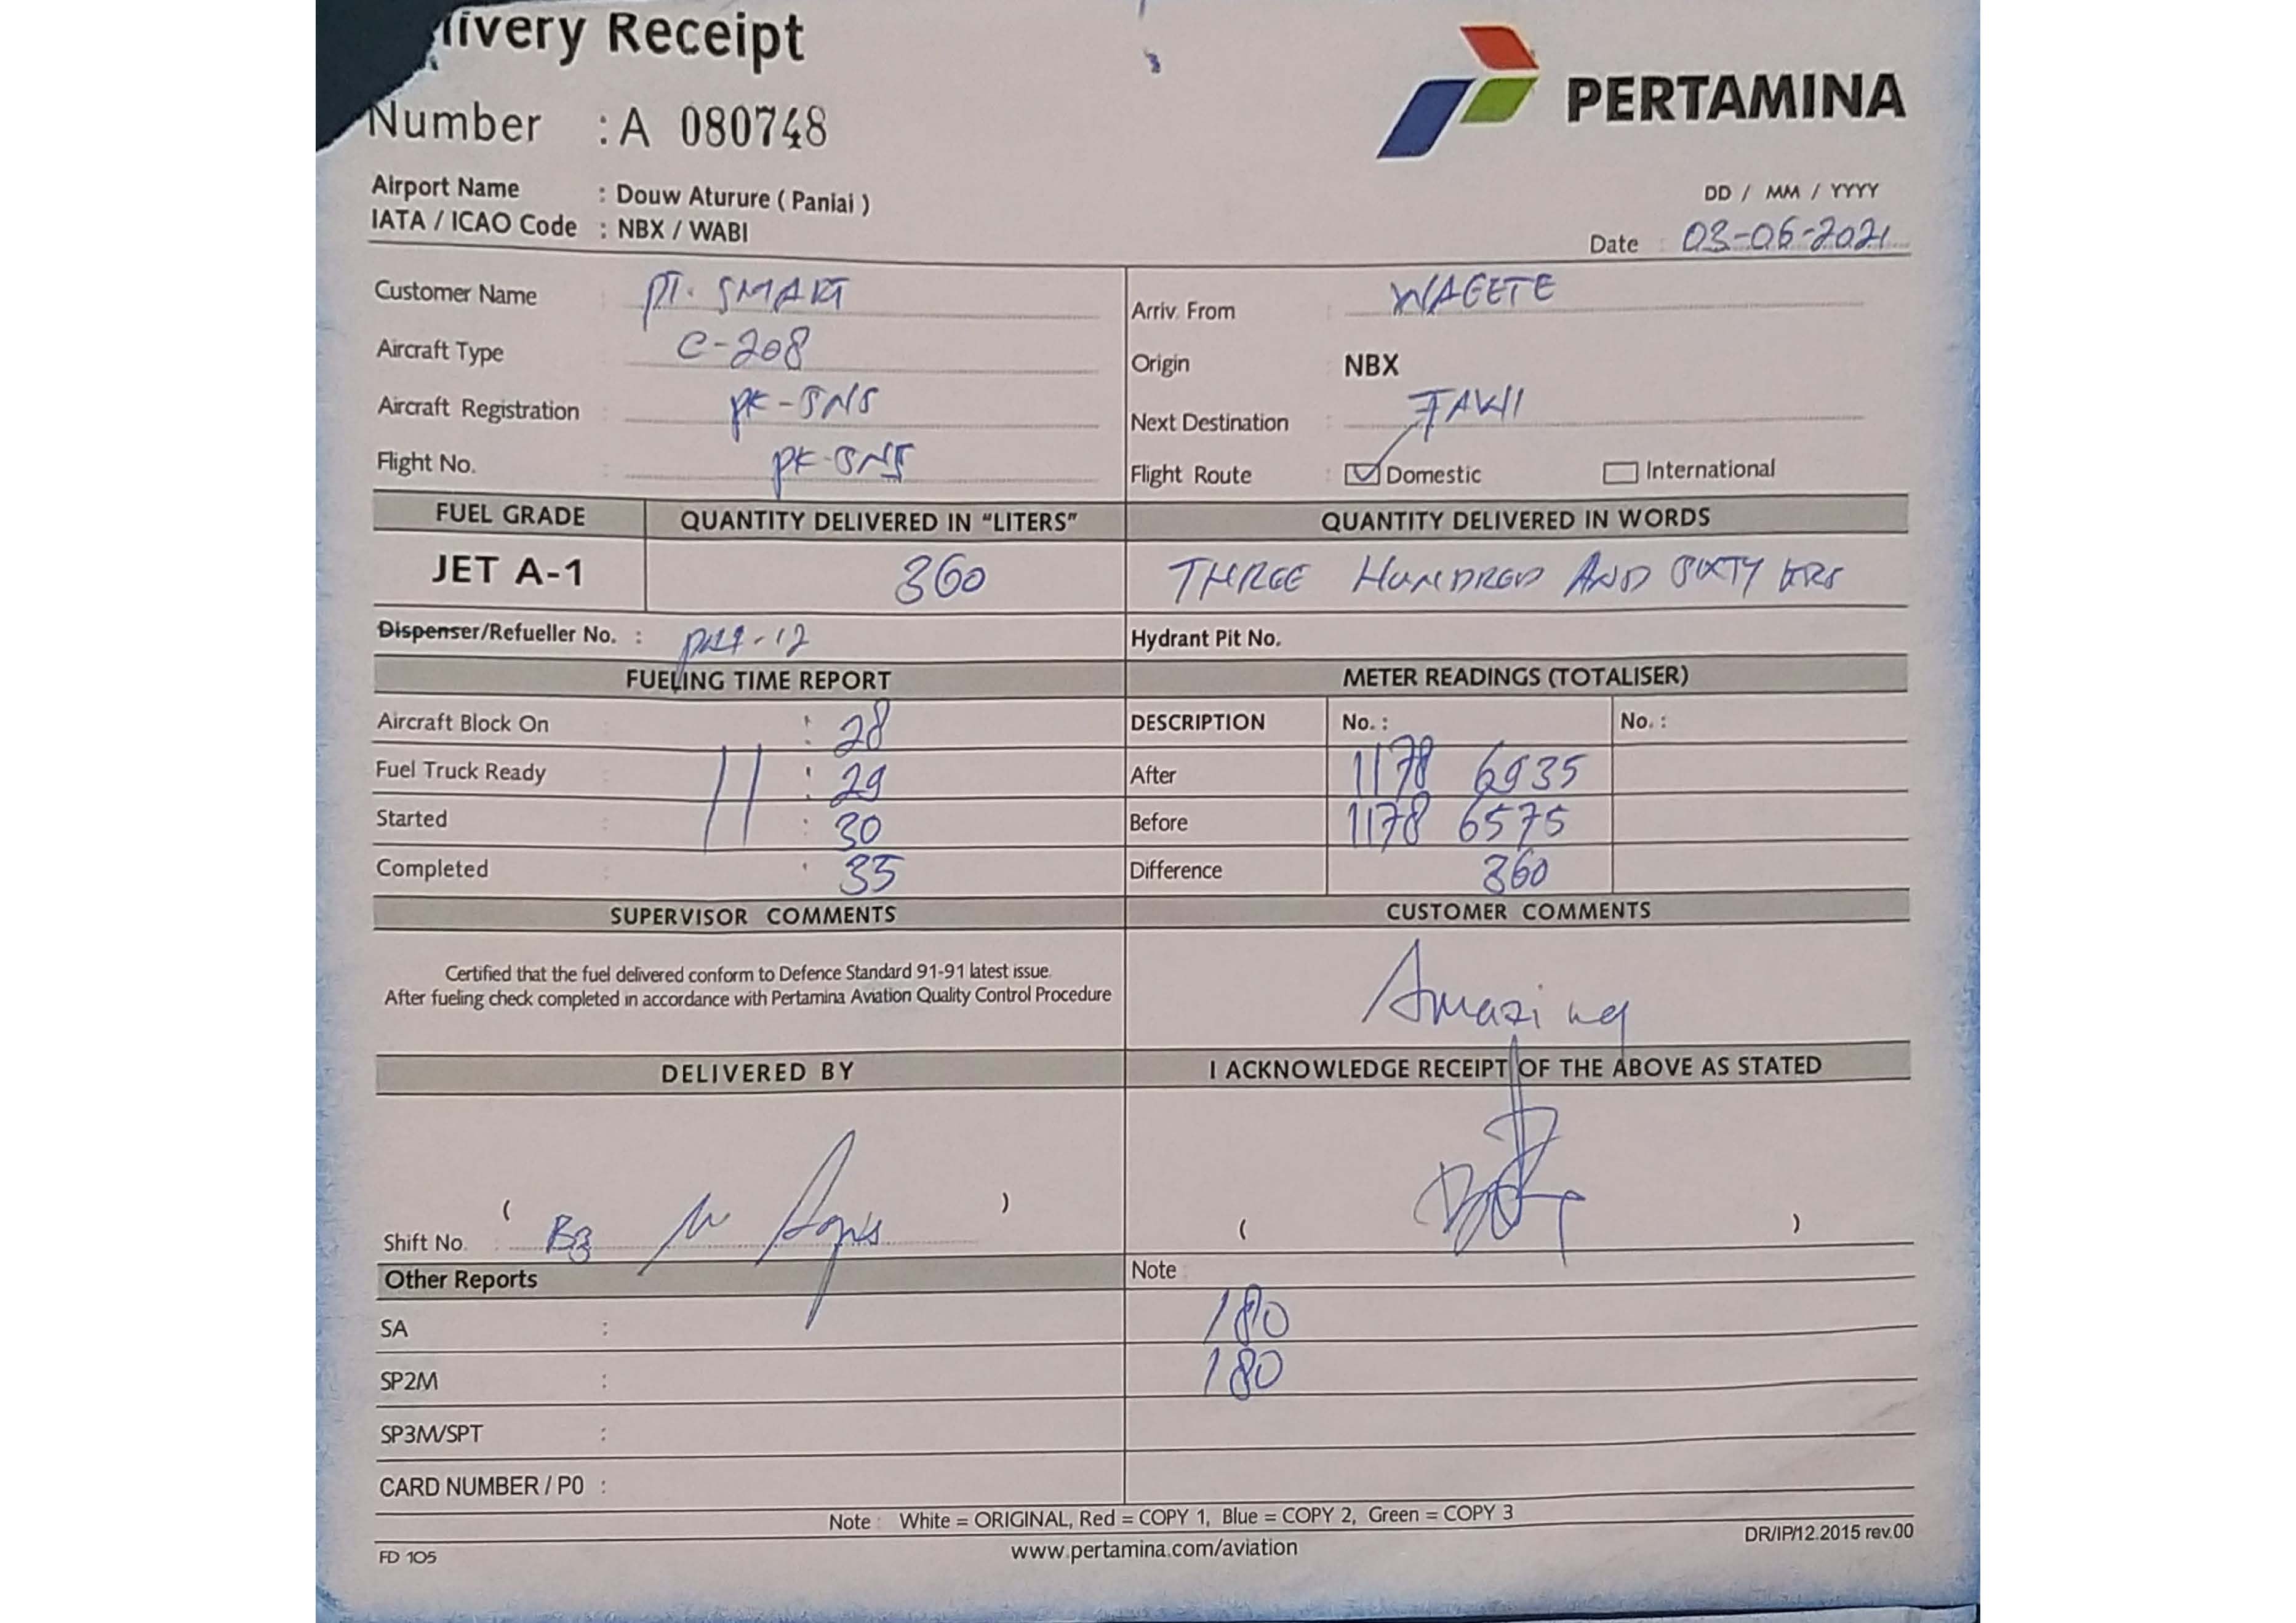 livery Receipt
PERTAMINA
Number : A 080748
Airport Name : Douw Aturure ( Paniai )
IATA / ICAO Code : NBX / WABI
DD / MM / YYYY
Date : 03-06-2021
Customer Name : PT. SMART
Arriv. From : WAGETE
Aircraft Type C-208
Origin NBX
Aircraft Registration : PK-SNS
Next Destination : FAWI
Flight No. : PK-SNS
Flight Route : Domestic International
FUEL GRADE QUANTITY DELIVERED IN "LITERS" QUANTITY DELIVERED IN WORDS
JET A-1 360 THREE HUNDRED AND SIXTY LTRS
Dispenser/Refueller No. :
Hydrant Pit No.
FUELING TIME REPORT METER READINGS (TOTALISER)
Aircraft Block On : 28 DESCRIPTION No. : No. :
Fuel Truck Ready : 11 : 29 After 1178 6935
Started : : 30 Before 1178 6575
Completed : : 35 Difference 360
SUPERVISOR COMMENTS CUSTOMER COMMENTS
Certified that the fuel delivered conform to Defence Standard 91-91 latest issue.
After fueling check completed in accordance with Pertamina Aviation Quality Control Procedure
Amazing
DELIVERED BY I ACKNOWLEDGE RECEIPT OF THE ABOVE AS STATED
( )
Shift No. :
( )
Other Reports Note
SA : 180
SP2M : 180
SP3M/SPT :
CARD NUMBER / P0 :
Note : White = ORIGINAL, Red = COPY 1, Blue = COPY 2, Green = COPY 3
FD 105 www.pertamina.com/aviation DR/IP/12.2015 rev.00